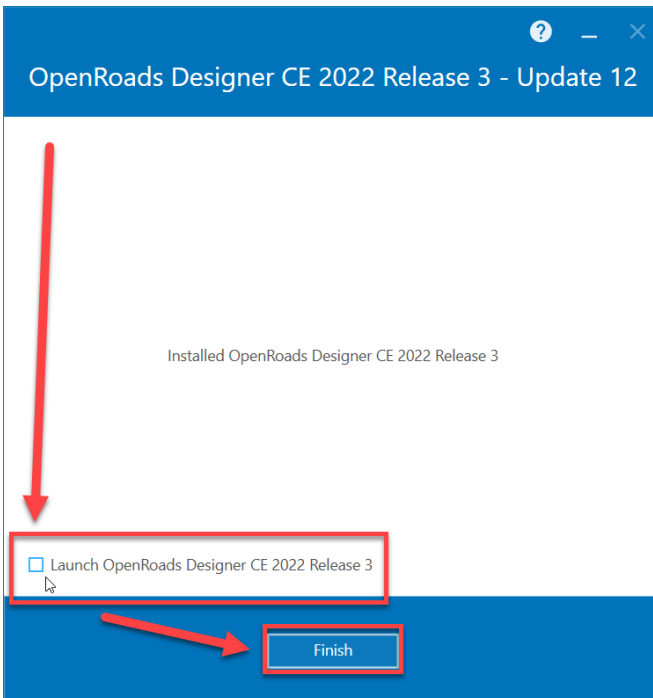 OpenRoads Designer CE 2022 Release 3 - Update 12
Installed OpenRoads Designer CE 2022 Release 3
Launch OpenRoads Designer CE 2022 Release 3
Finish